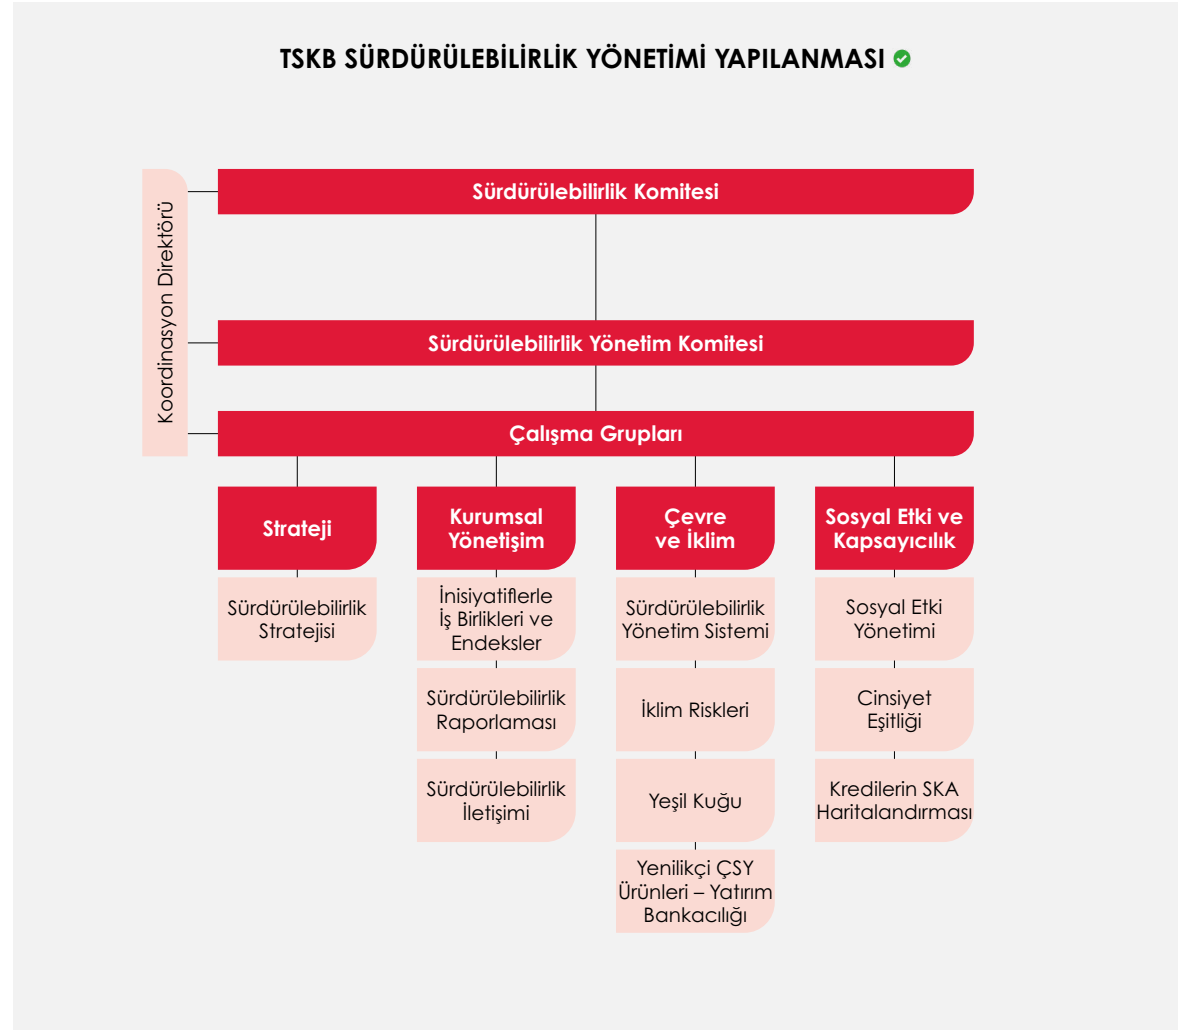 TSKB SÜRDÜRÜLEBİLİRLİK YÖNETİMİ YAPILANMASI
Koordinasyon Direktörü
Sürdürülebilirlik Komitesi
Sürdürülebilirlik Yönetim Komitesi
Çalışma Grupları
Strateji
Sürdürülebilirlik
Stratejisi
Kurumsal
Yönetişim
İnisiyatiflerle
İş Birlikleri ve
Endeksler
Sürdürülebilirlik
Raporlaması
Sürdürülebilirlik
İletişimi
Çevre
ve İklim
Sürdürülebilirlik
Yönetim Sistemi
İklim Riskleri
Yeşil Kuğu
Yenilikçi ÇSY
Ürünleri – Yatırım
Bankacılığı
Sosyal Etki ve
Kapsayıcılık
Sosyal Etki
Yönetimi
Cinsiyet
Eşitliği
Kredilerin SKA
Haritalandırması